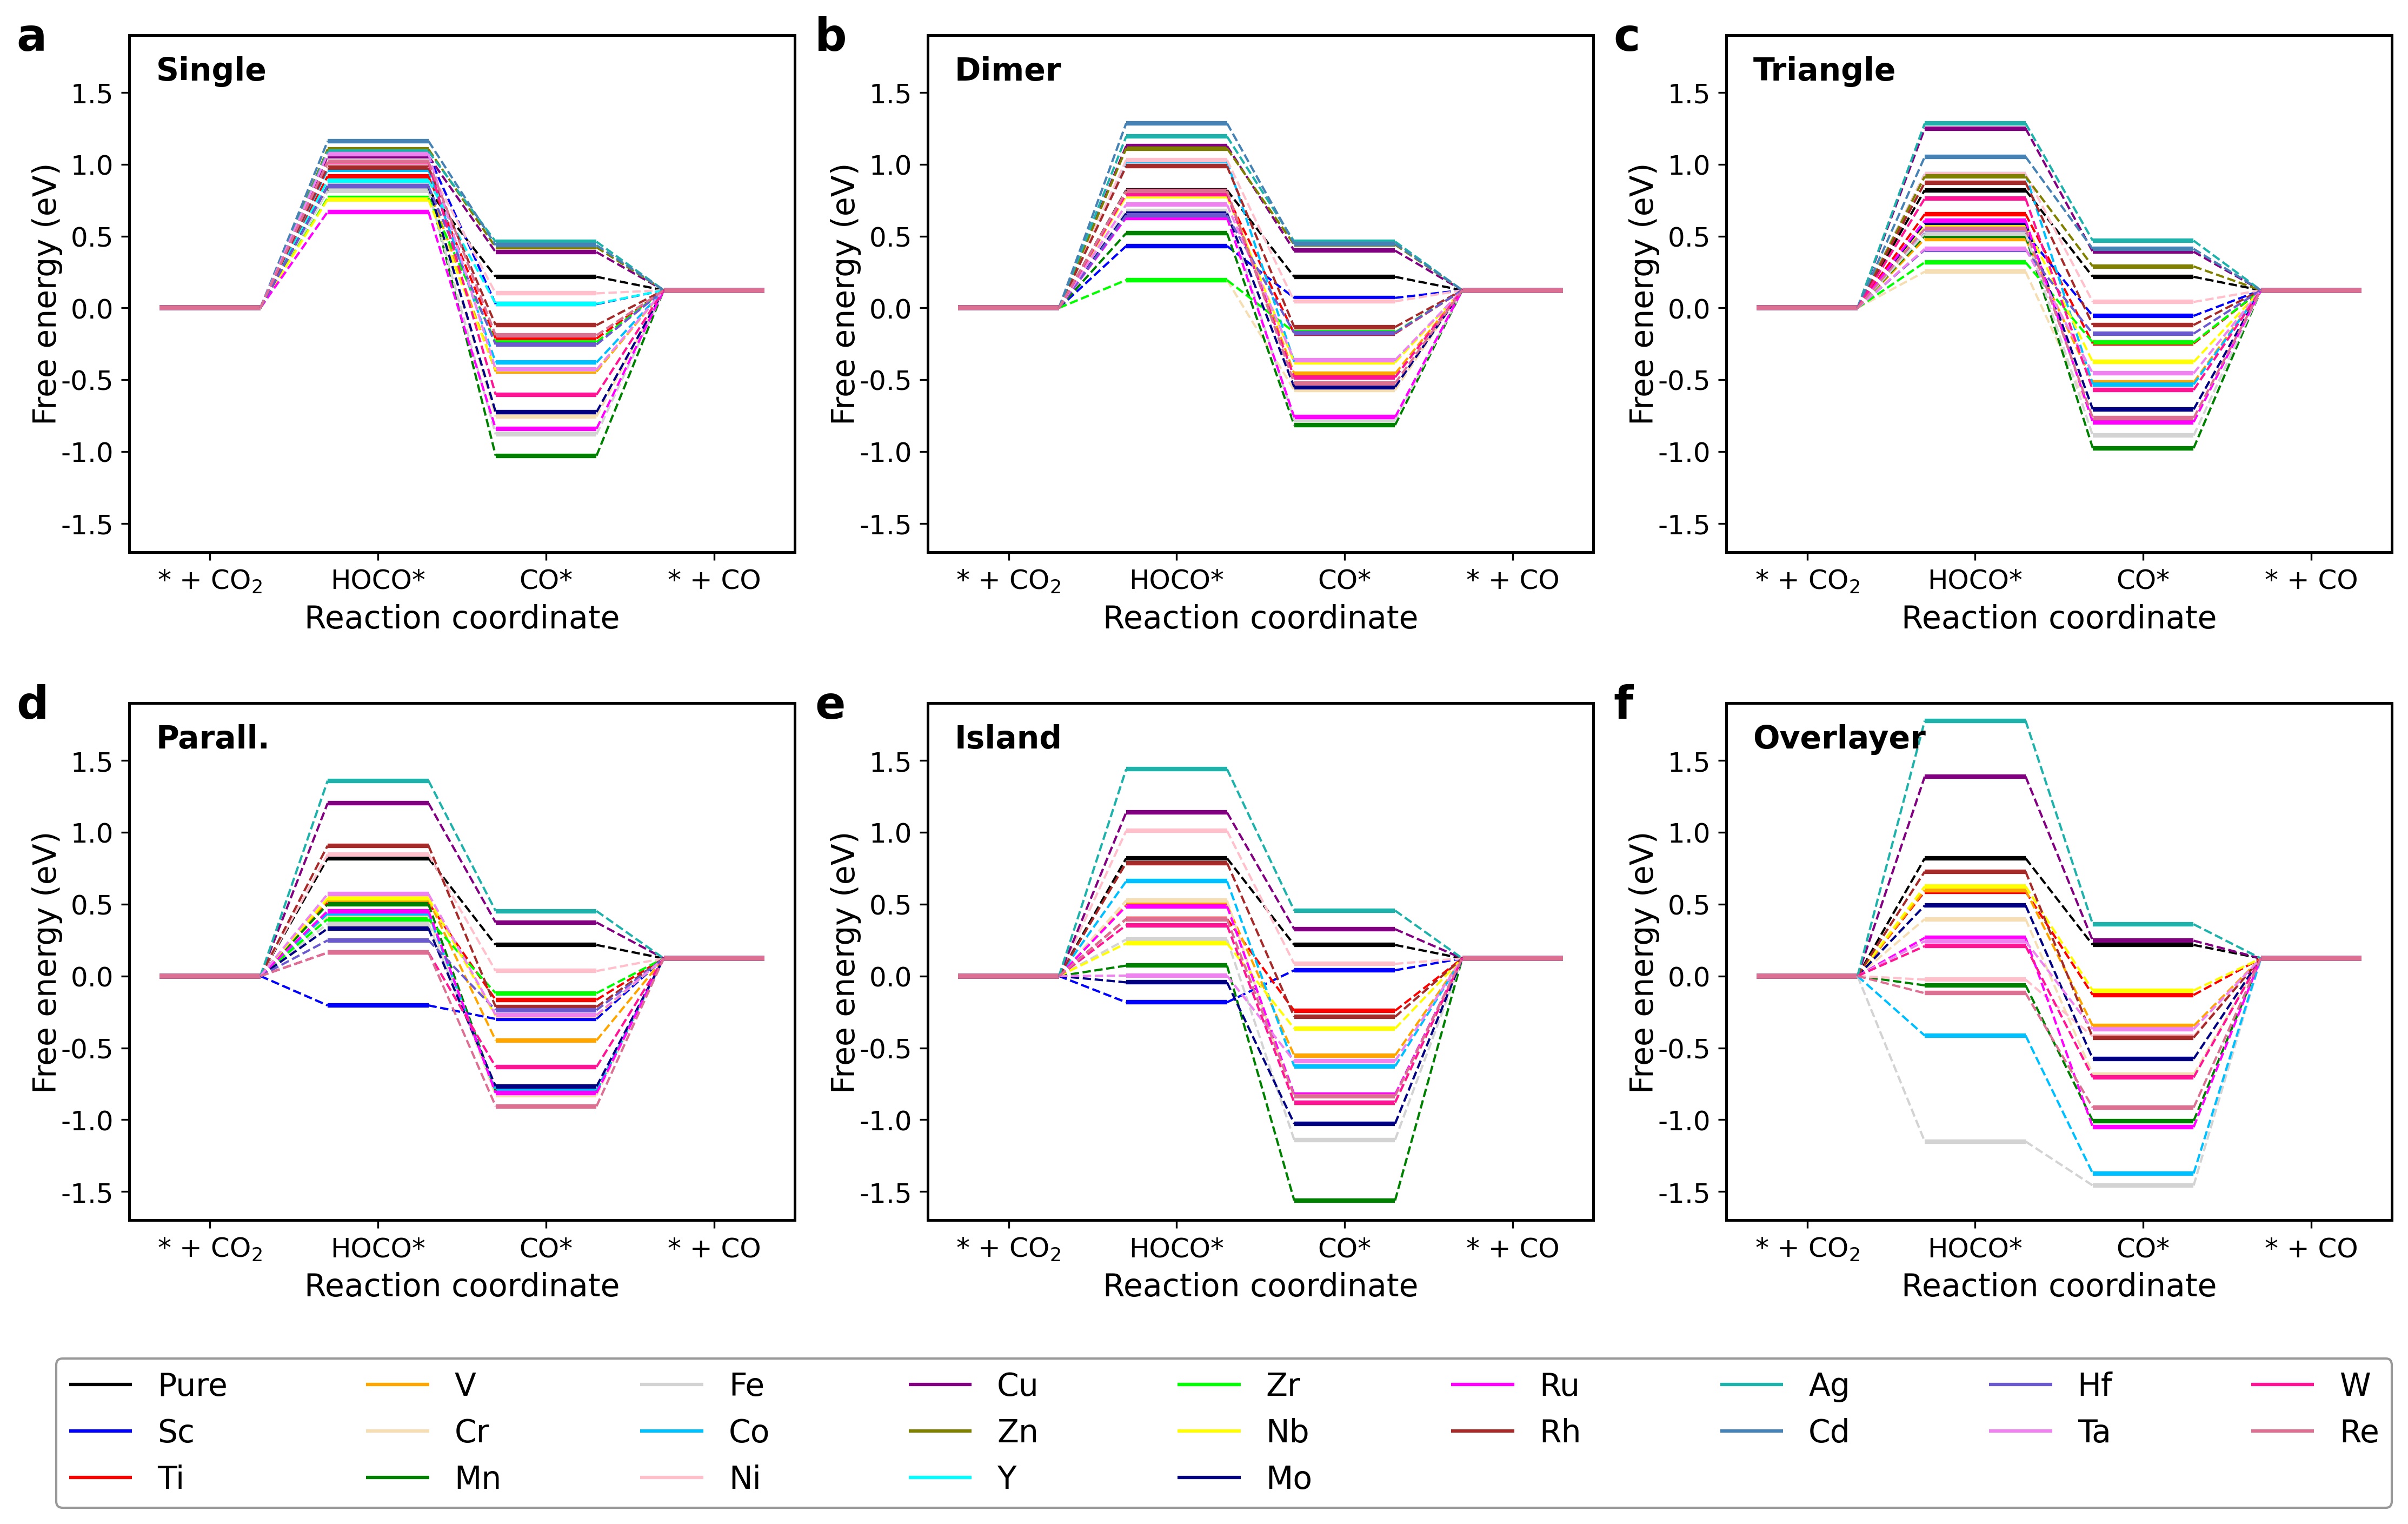 a
Single
1.5
1.0
0.5
0.0
-0.5
-1.0
-1.5
Free energy (eV)
* + CO₂ HOCO* CO* * + CO
Reaction coordinate
b
Dimer
1.5
1.0
0.5
0.0
-0.5
-1.0
-1.5
Free energy (eV)
* + CO₂ HOCO* CO* * + CO
Reaction coordinate
c
Triangle
1.5
1.0
0.5
0.0
-0.5
-1.0
-1.5
Free energy (eV)
* + CO₂ HOCO* CO* * + CO
Reaction coordinate
d
Parall.
1.5
1.0
0.5
0.0
-0.5
-1.0
-1.5
Free energy (eV)
* + CO₂ HOCO* CO* * + CO
Reaction coordinate
e
Island
1.5
1.0
0.5
0.0
-0.5
-1.0
-1.5
Free energy (eV)
* + CO₂ HOCO* CO* * + CO
Reaction coordinate
f
Overlayer
1.5
1.0
0.5
0.0
-0.5
-1.0
-1.5
Free energy (eV)
* + CO₂ HOCO* CO* * + CO
Reaction coordinate
Pure V Fe Cu Zr Ru Ag Hf W
Sc Cr Co Zn Nb Rh Cd Ta Re
Ti Mn Ni Y Mo